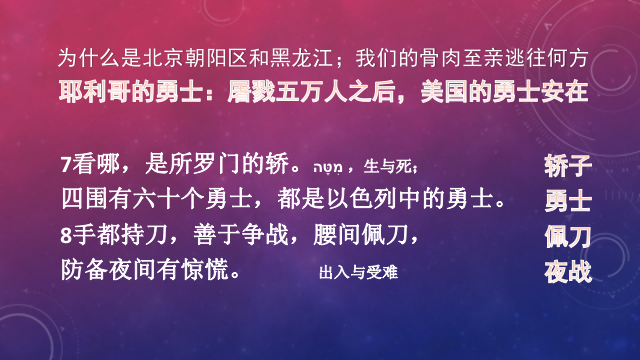 为什么是北京朝阳区和黑龙江；我们的骨肉至亲逃往何方
耶利哥的勇士：屠戮五万人之后，美国的勇士安在
7看哪，是所罗门的轿。מִטָּה ，生与死； 轿子
四围有六十个勇士，都是以色列中的勇士。 勇士
8手都持刀，善于争战，腰间佩刀， 佩刀
防备夜间有惊慌。 出入与受难 夜战